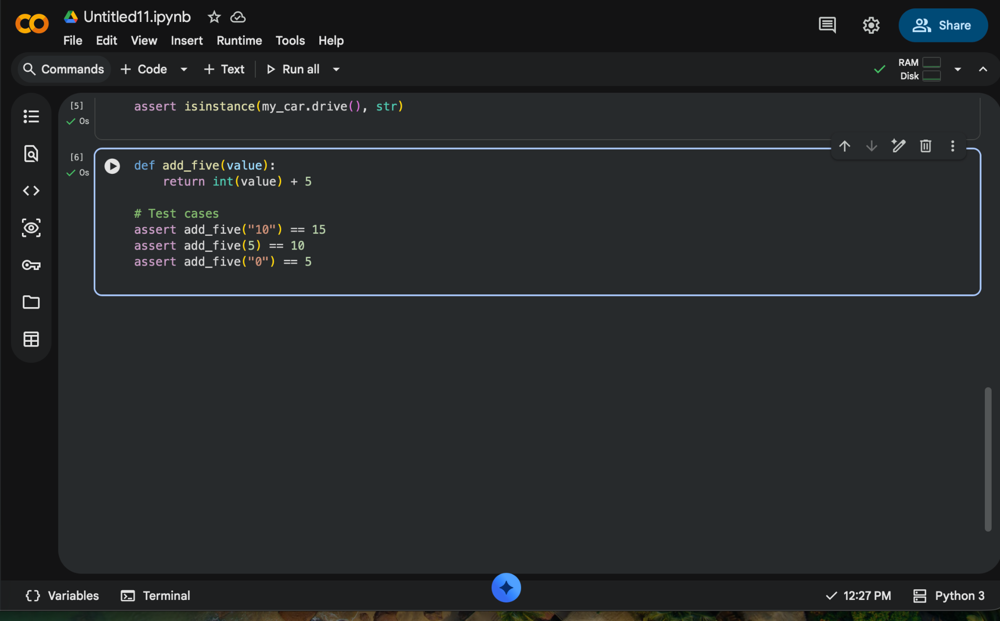 Untitled11.ipynb
File Edit View Insert Runtime Tools Help
Share
Commands + Code + Text Run all
RAM
Disk
[5]
0s
assert isinstance(my_car.drive(), str)
[6]
0s
def add_five(value):
    return int(value) + 5
# Test cases
assert add_five("10") == 15
assert add_five(5) == 10
assert add_five("0") == 5
Variables Terminal
12:27 PM Python 3